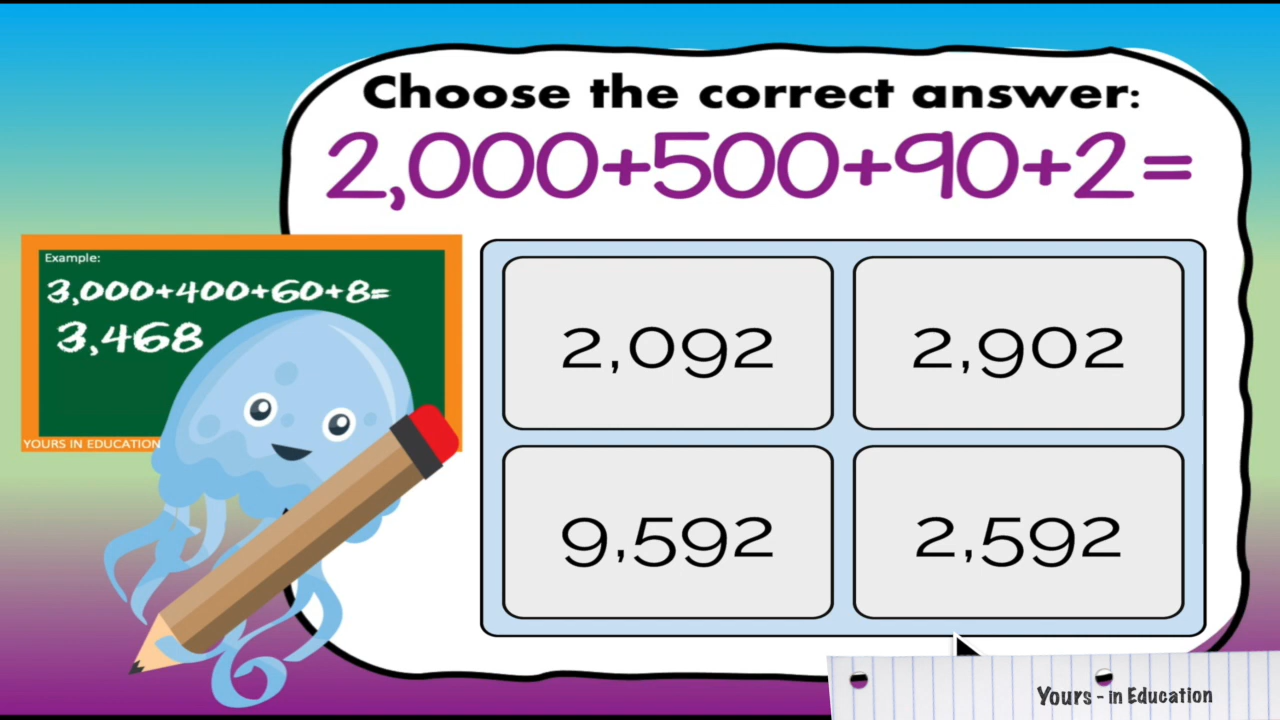 Choose the correct answer:
2,000+500+90+2=
Example:
3,000+400+60+8=
3,468
YOURS IN EDUCATION
2,092
2,902
9,592
2,592
Yours - in Education